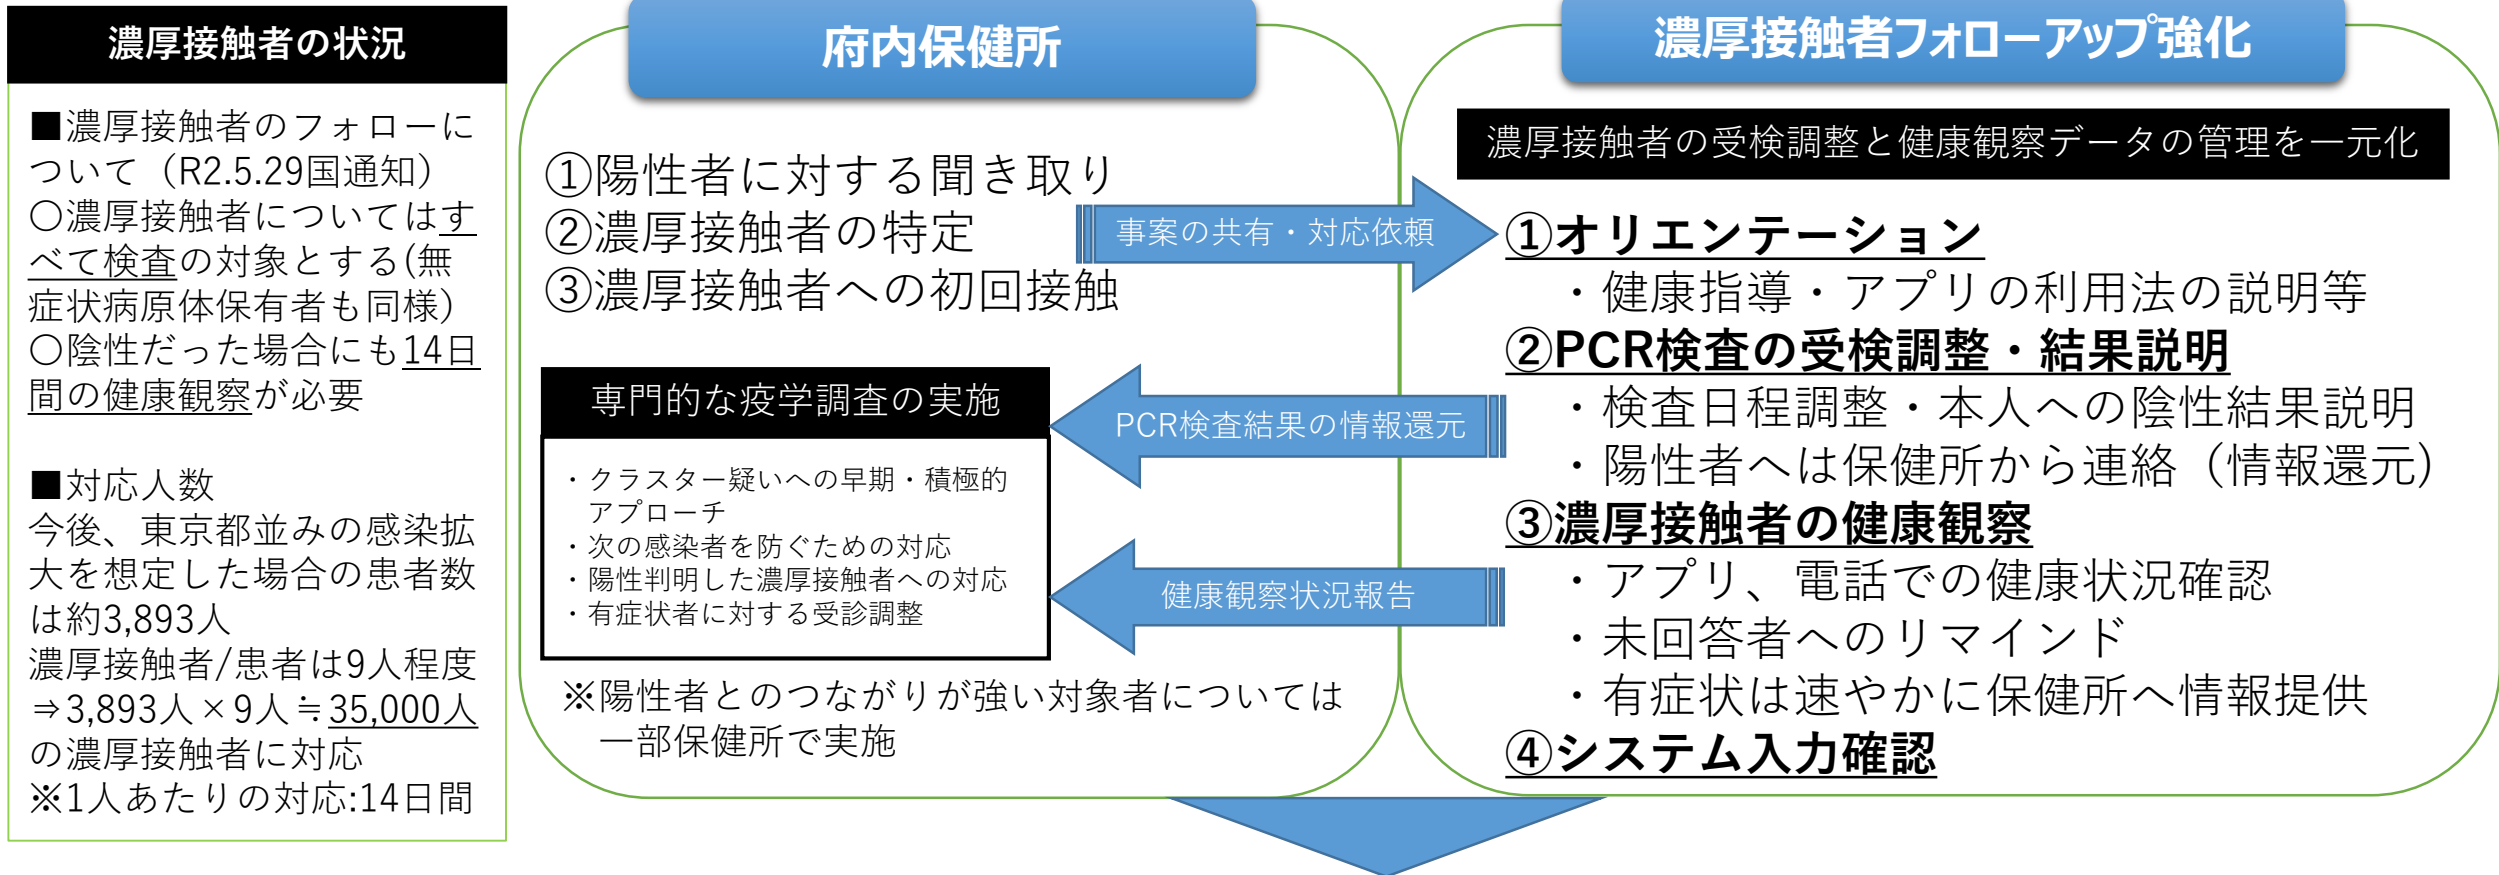 濃厚接触者の状況
■濃厚接触者のフォローに
ついて（R2.5.29国通知）
〇濃厚接触者についてはす
べて検査の対象とする(無
症状病原体保有者も同様）
〇陰性だった場合にも14日
間の健康観察が必要
■対応人数
今後、東京都並みの感染拡
大を想定した場合の患者数
は約3,893人
濃厚接触者/患者は9人程度
⇒3,893人×9人≒35,000人
の濃厚接触者に対応
※1人あたりの対応:14日間
府内保健所
①陽性者に対する聞き取り
②濃厚接触者の特定
③濃厚接触者への初回接触
専門的な疫学調査の実施
・クラスター疑いへの早期・積極的
アプローチ
・次の感染者を防ぐための対応
・陽性判明した濃厚接触者への対応
・有症状者に対する受診調整
※陽性者とのつながりが強い対象者については
一部保健所で実施
事案の共有・対応依頼
PCR検査結果の情報還元
健康観察状況報告
濃厚接触者フォローアップ強化
濃厚接触者の受検調整と健康観察データの管理を一元化
①オリエンテーション
・健康指導・アプリの利用法の説明等
②PCR検査の受検調整・結果説明
・検査日程調整・本人への陰性結果説明
・陽性者へは保健所から連絡（情報還元）
③濃厚接触者の健康観察
・アプリ、電話での健康状況確認
・未回答者へのリマインド
・有症状は速やかに保健所へ情報提供
④システム入力確認